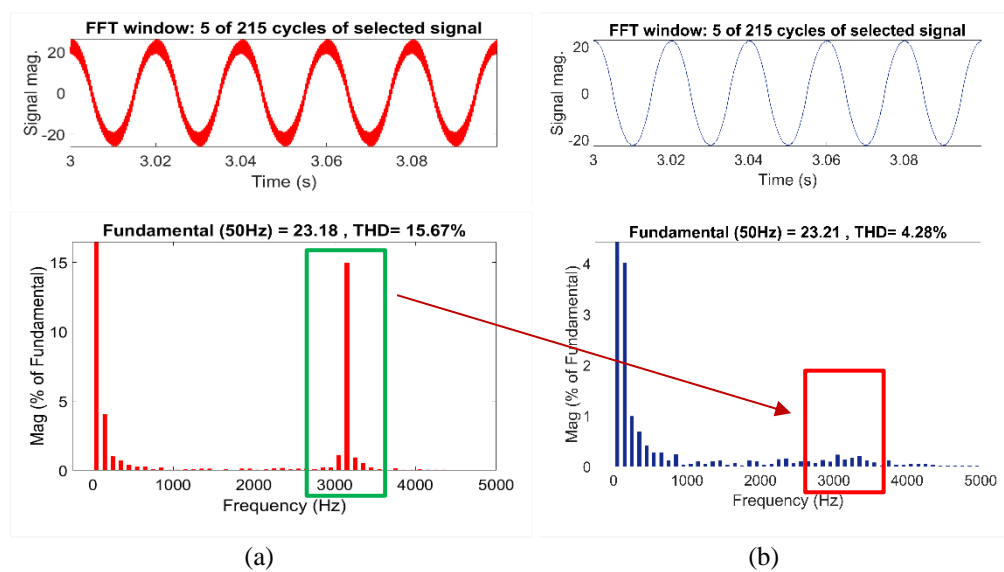 FFT window: 5 of 215 cycles of selected signal
20
0
-20
Signal mag.
3
3.02
3.04
3.06
3.08
Time (s)
Fundamental (50Hz) = 23.18 , THD= 15.67%
15
10
5
0
Mag (% of Fundamental)
0
1000
2000
3000
4000
5000
Frequency (Hz)
(a)
FFT window: 5 of 215 cycles of selected signal
20
0
-20
Signal mag.
3
3.02
3.04
3.06
3.08
Time (s)
Fundamental (50Hz) = 23.21 , THD= 4.28%
4
3
2
1
0
Mag (% of Fundamental)
0
1000
2000
3000
4000
5000
Frequency (Hz)
(b)